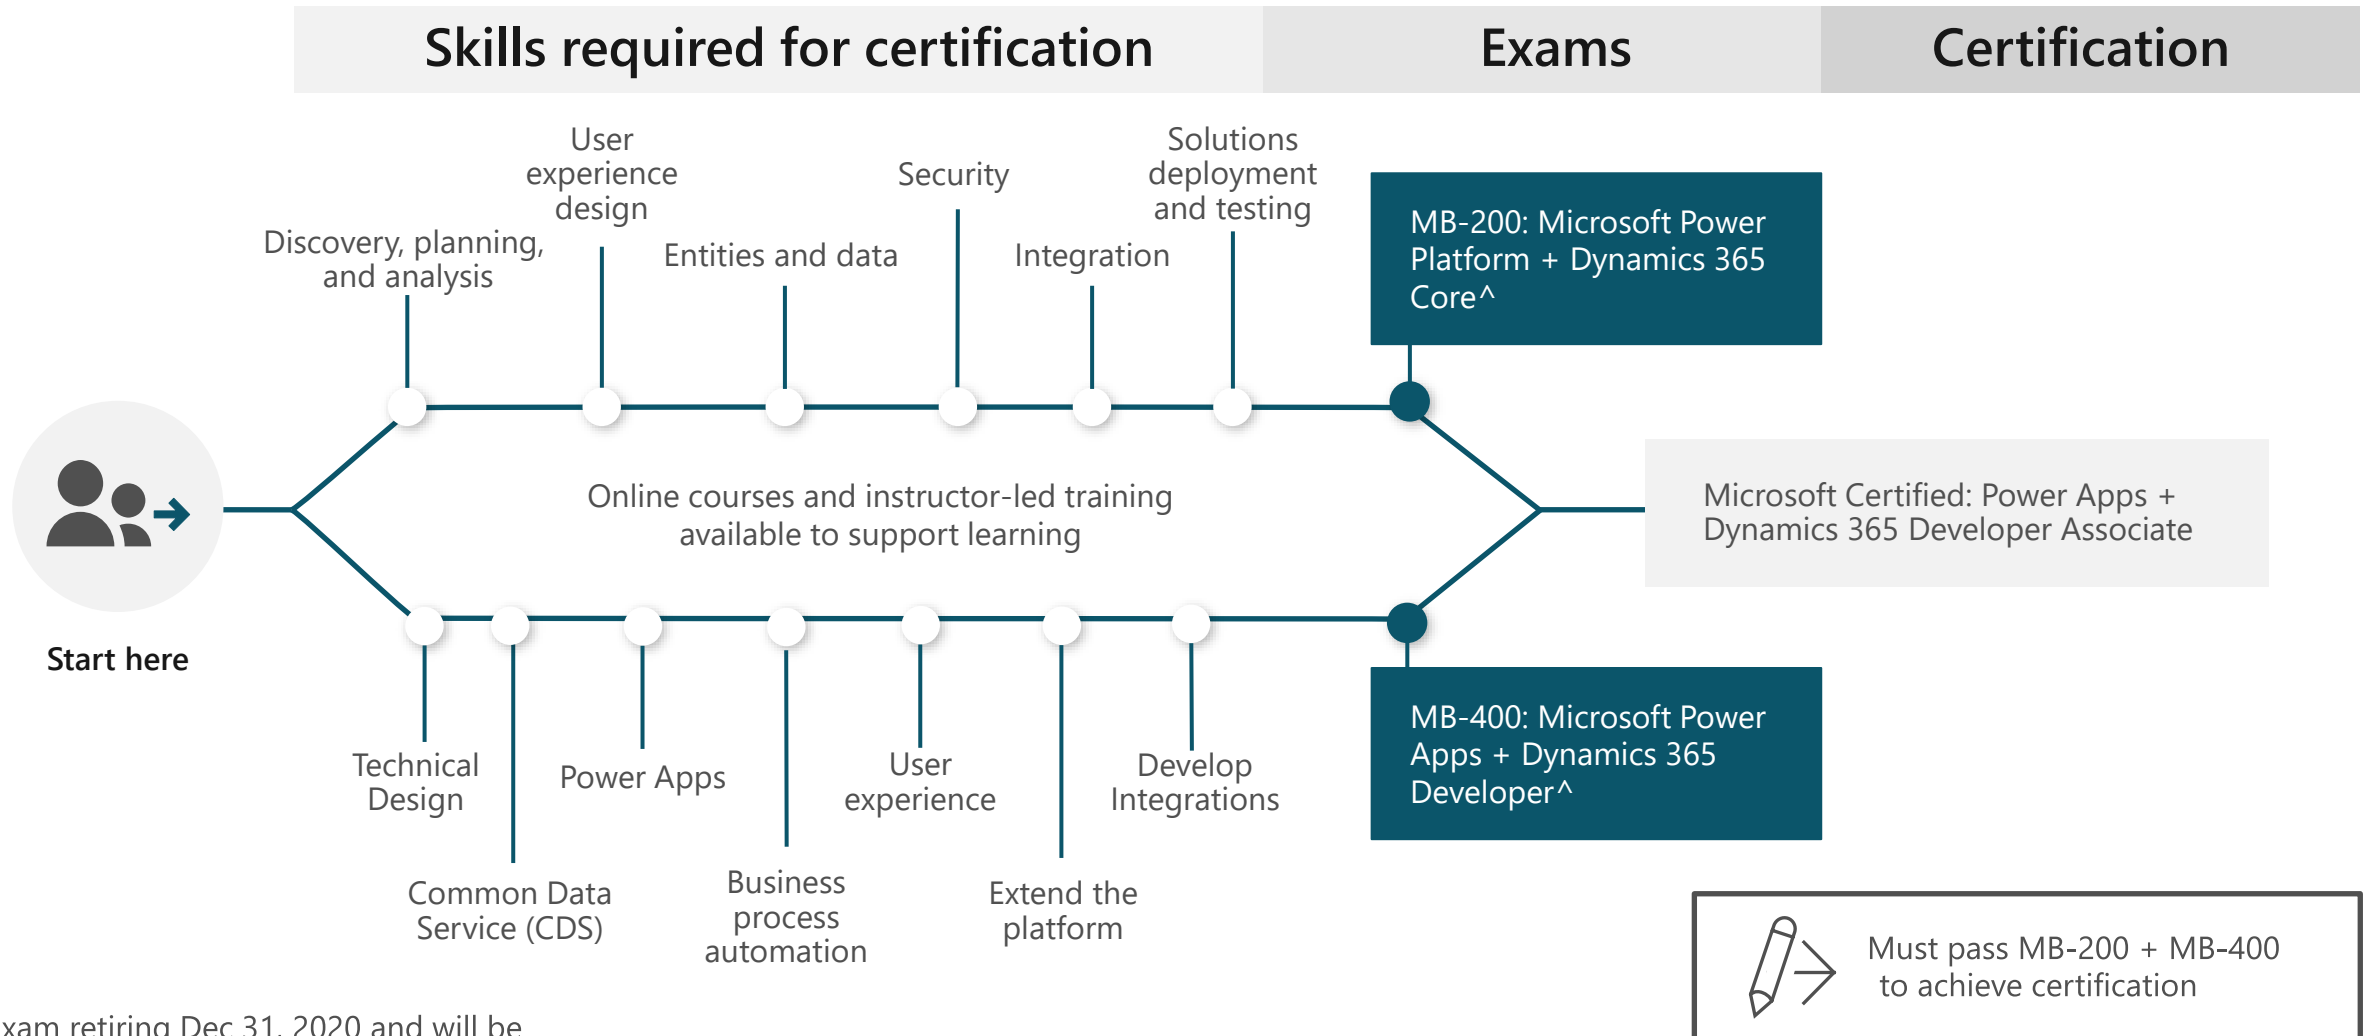 Skills required for certification
Exams
Certification
User
experience
design
Solutions
deployment
and testing
Security
Discovery, planning,
and analysis
Entities and data
Integration
MB-200: Microsoft Power
Platform + Dynamics 365
Core^
Online courses and instructor-led training
available to support learning
Microsoft Certified: Power Apps +
Dynamics 365 Developer Associate
Start here
Technical
Design
Power Apps
User
experience
Develop
Integrations
MB-400: Microsoft Power
Apps + Dynamics 365
Developer^
Common Data
Service (CDS)
Business
process
automation
Extend the
platform
Must pass MB-200 + MB-400
to achieve certification
retiring Dec 31, 2020 and will be